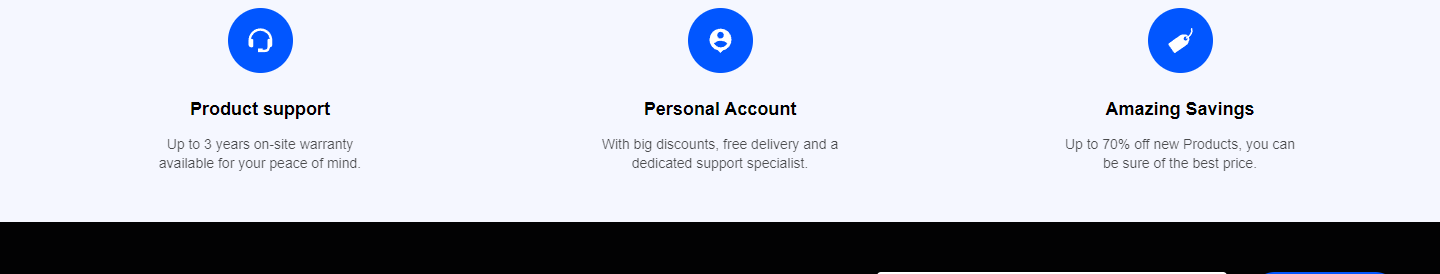 Product support
Up to 3 years on-site warranty
available for your peace of mind.
Personal Account
With big discounts, free delivery and a
dedicated support specialist.
Amazing Savings
Up to 70% off new Products, you can
be sure of the best price.